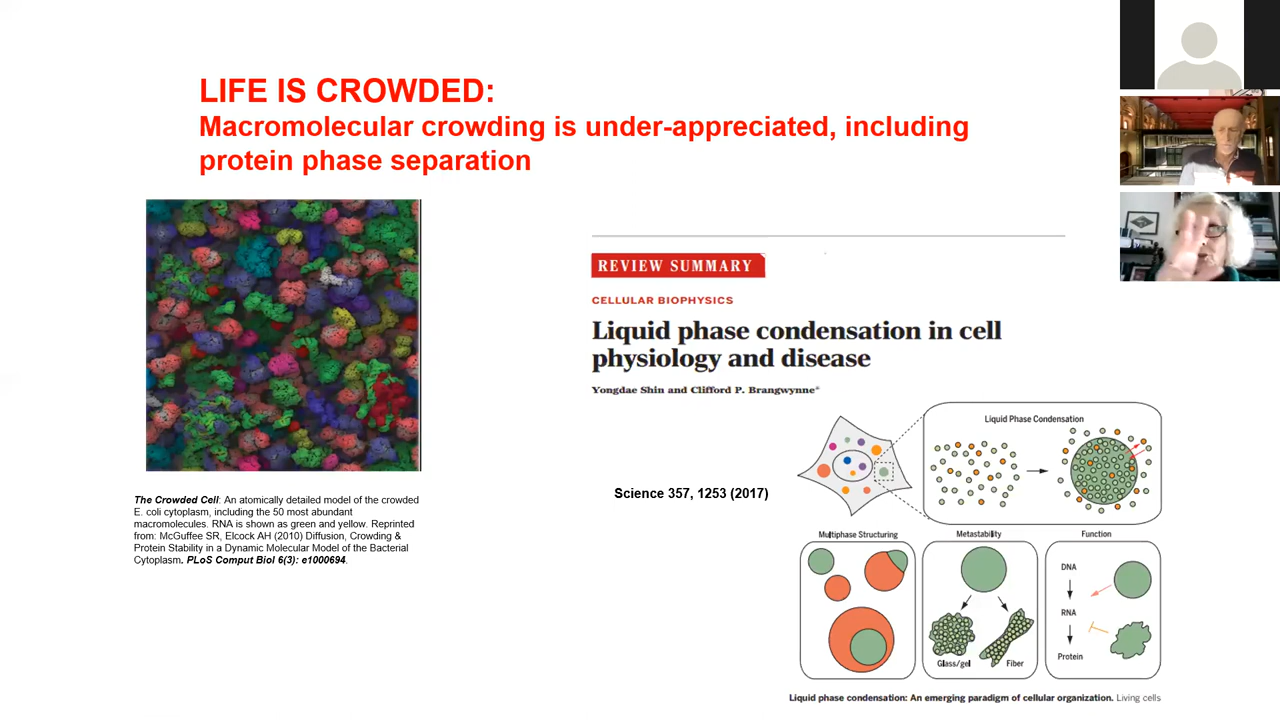 LIFE IS CROWDED:
Macromolecular crowding is under-appreciated, including
protein phase separation
The Crowded Cell: An atomically detailed model of the crowded
E. coli cytoplasm, including the 50 most abundant
macromolecules. RNA is shown as green and yellow. Reprinted
from: McGuffee SR, Elcock AH (2010) Diffusion, Crowding &
Protein Stability in a Dynamic Molecular Model of the Bacterial
Cytoplasm. PLoS Comput Biol 6(3): e1000694.
REVIEW SUMMARY
CELLULAR BIOPHYSICS
Liquid phase condensation in cell
physiology and disease
Yongdae Shin and Clifford P. Brangwynne*
Science 357, 1253 (2017)
Liquid Phase Condensation
Multiphase Structuring
Metastability
Function
DNA
RNA
Protein
Glass/gel
Fiber
Liquid phase condensation: An emerging paradigm of cellular organization. Living cells